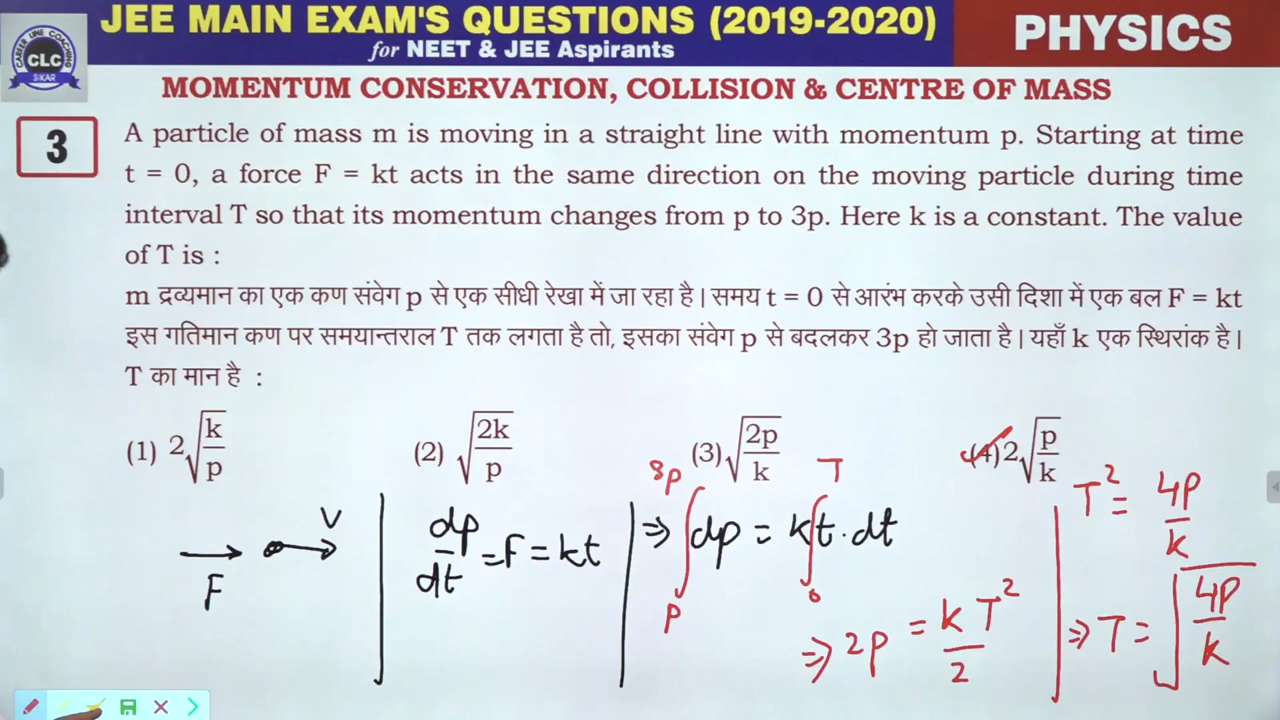 JEE MAIN EXAM'S QUESTIONS (2019-2020)
for NEET & JEE Aspirants
PHYSICS
CAREER LINE COACHING
CLC
SIKAR
MOMENTUM CONSERVATION, COLLISION & CENTRE OF MASS
3
A particle of mass m is moving in a straight line with momentum p. Starting at time
t = 0, a force F = kt acts in the same direction on the moving particle during time
interval T so that its momentum changes from p to 3p. Here k is a constant. The value
of T is :
m द्रव्यमान का एक कण संवेग p से एक सीधी रेखा में जा रहा है। समय t = 0 से आरंभ करके उसी दिशा में एक बल F = kt
इस गतिमान कण पर समयान्तराल T तक लगता है तो, इसका संवेग p से बदलकर 3p हो जाता है। यहाँ k एक स्थिरांक है।
T का मान है :
(1) 2√(k/p) (2) √(2k/p) (3) √(2p/k) (4) 2√(p/k)
F V
dp/dt = F = kt
⇒ ∫_p^3p dp = k∫_0^T t·dt
⇒ 2p = kT²/2
T² = 4p/k
⇒ T = √(4p/k)